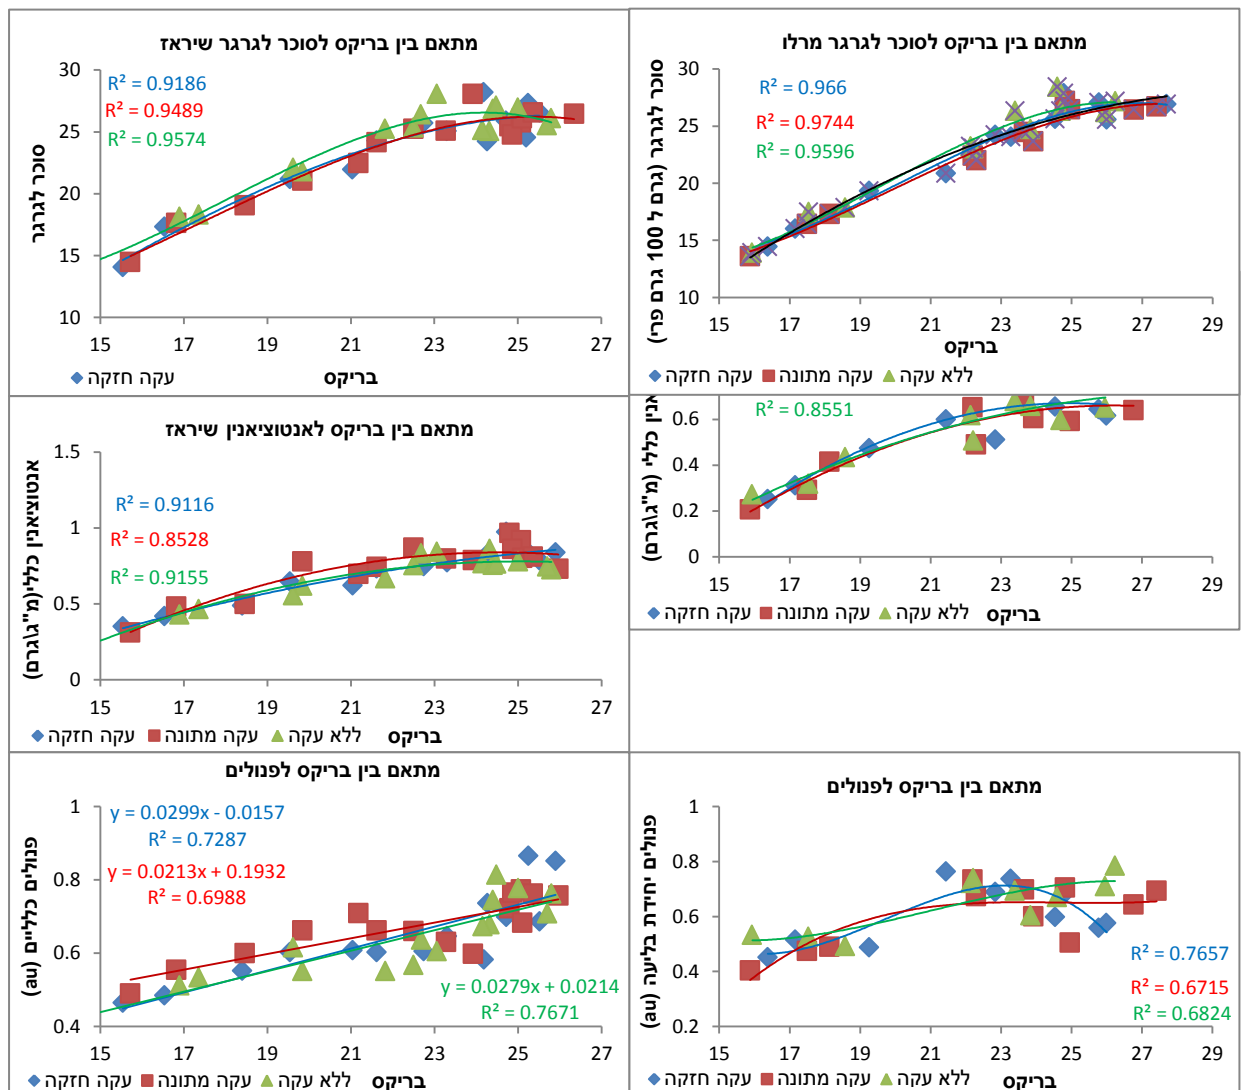 מתאם בין בריקס לסוכר לגרגר שיראז
סוכר לגרגר
30
25
20
15
10
R² = 0.9186
R² = 0.9489
R² = 0.9574
15 17 19 21 23 25 27
בריקס
עקה חזקה
מתאם בין בריקס לסוכר לגרגר מרלו
סוכר לגרגר (גרם ל 100 גרם פרי)
30
25
20
15
10
R² = 0.966
R² = 0.9744
R² = 0.9596
15 17 19 21 23 25 27 29
בריקס
עקה חזקה עקה מתונה ללא עקה
מתאם בין בריקס לאנטוציאנין שיראז
אנטוציאנין כללי(מ"ג\גרם)
1.5
1
0.5
0
R² = 0.9116
R² = 0.8528
R² = 0.9155
15 17 19 21 23 25 27
עקה חזקה עקה מתונה ללא עקה
בריקס
כללי (מ"ג\גרם)
0.6
0.4
0.2
0
R² = 0.8551
עקה חזקה עקה מתונה ללא עקה
מתאם בין בריקס לפנולים
פנולים כלליים (au)
1
0.8
0.6
0.4
y = 0.0299x - 0.0157
R² = 0.7287
y = 0.0213x + 0.1932
R² = 0.6988
y = 0.0279x + 0.0214
R² = 0.7671
15 17 19 21 23 25 27
עקה חזקה עקה מתונה ללא עקה
בריקס
מתאם בין בריקס לפנולים
פנולים יחידת בליעה (au)
1
0.8
0.6
0.4
0.2
R² = 0.7657
R² = 0.6715
R² = 0.6824
15 17 19 21 23 25 27 29
עקה חזקה עקה מתונה ללא עקה
בריקס